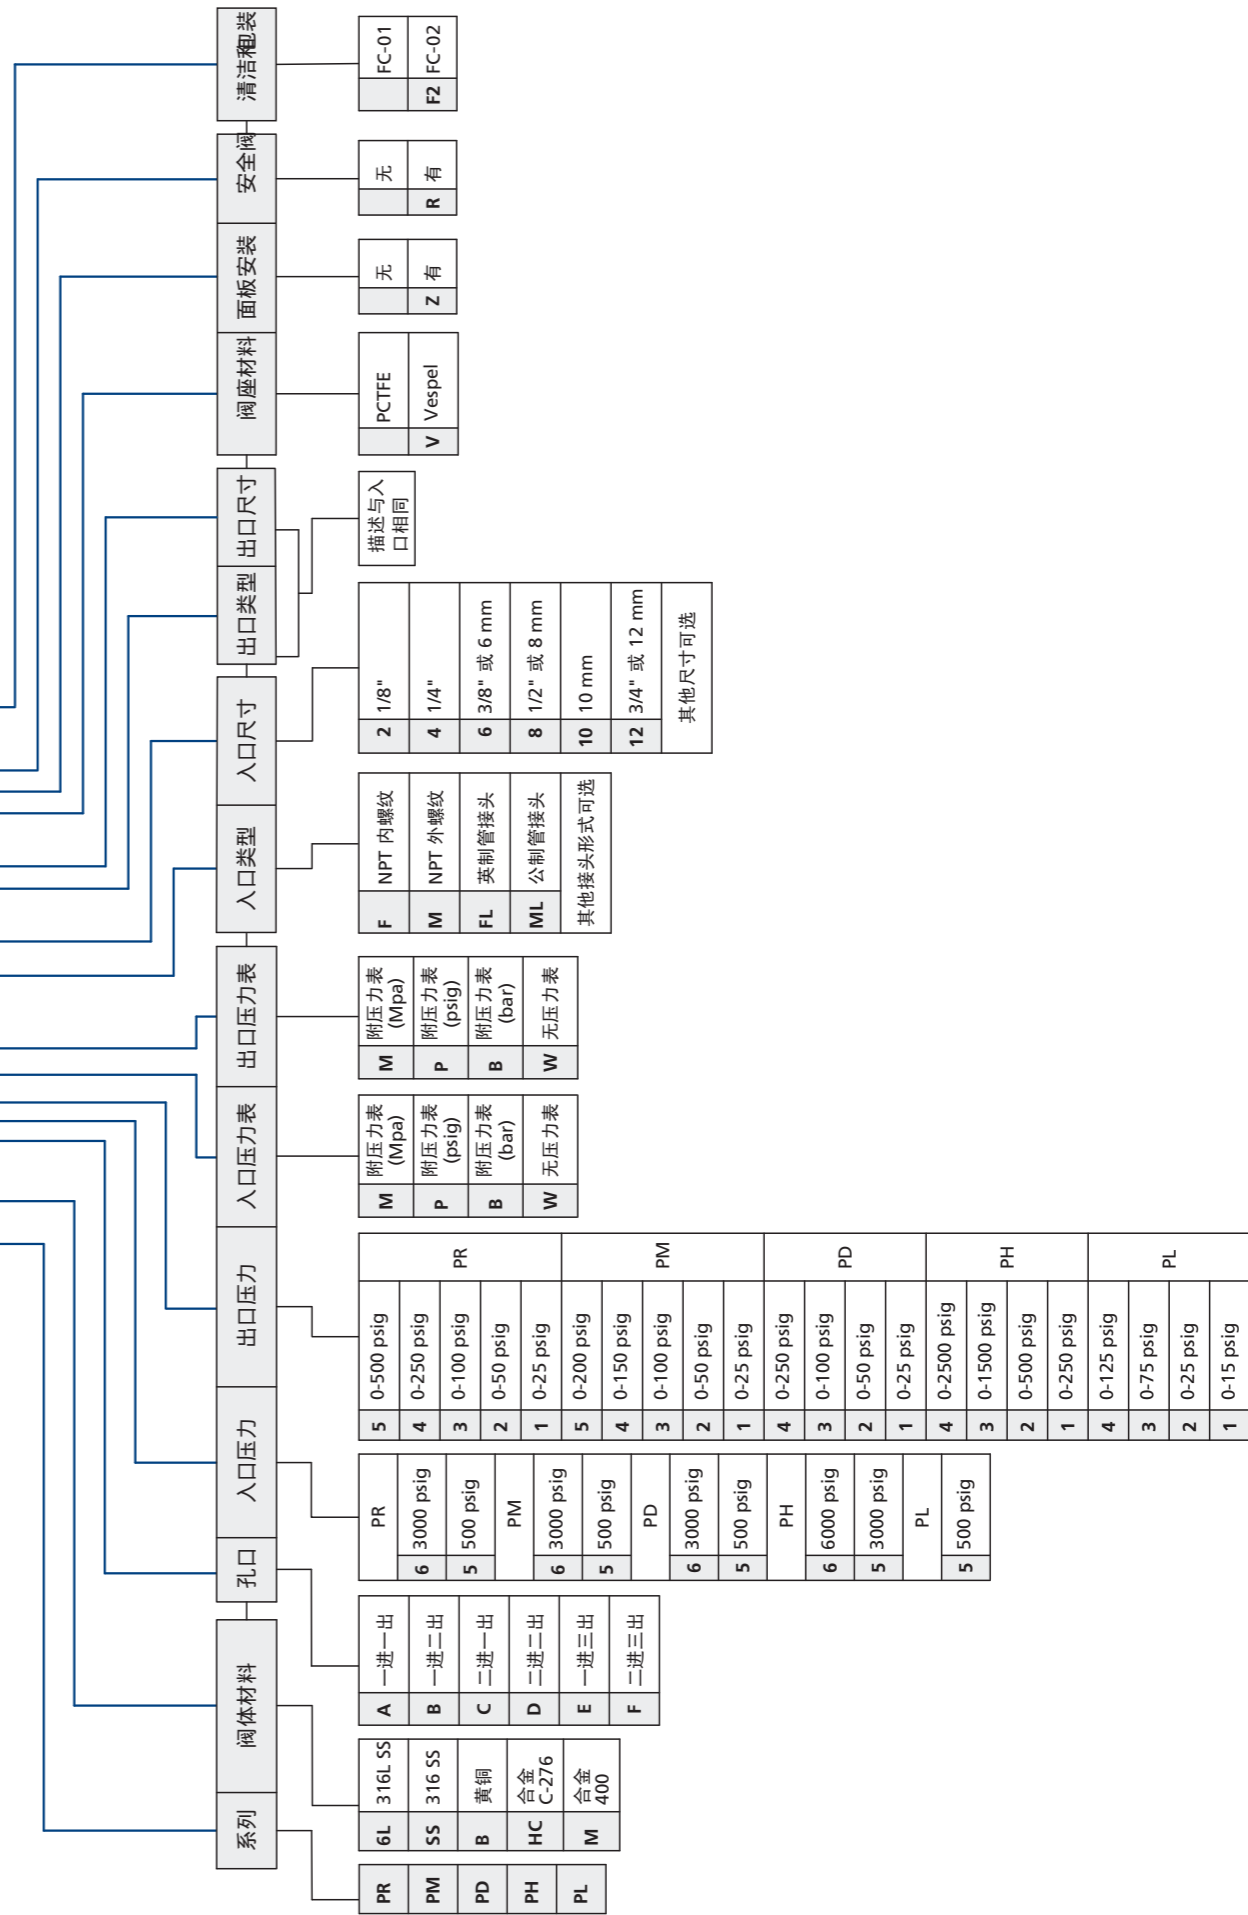 系列
阀体材料
孔口
入口压力
出口压力
入口压力表
出口压力表
入口类型
入口尺寸
出口类型
出口尺寸
阀座材料
面板安装
安全阀
清洁和包装
PR
PM
PD
PH
PL
6L 316L SS
SS 316 SS
B 黄铜
HC 合金
C-276
M 合金
400
A 一进一出
B 一进二出
C 二进一出
D 二进二出
E 一进三出
F 二进三出
PR
6 3000 psig
5 500 psig
PM
6 3000 psig
5 500 psig
PD
6 3000 psig
5 500 psig
PH
6 6000 psig
5 3000 psig
PL
5 500 psig
5 0-500 psig PR
4 0-250 psig
3 0-100 psig
2 0-50 psig
1 0-25 psig
5 0-200 psig PM
4 0-150 psig
3 0-100 psig
2 0-50 psig
1 0-25 psig
4 0-250 psig PD
3 0-100 psig
2 0-50 psig
1 0-25 psig
4 0-2500 psig PH
3 0-1500 psig
2 0-500 psig
1 0-250 psig
4 0-125 psig PL
3 0-75 psig
2 0-25 psig
1 0-15 psig
M 附压力表
(Mpa)
P 附压力表
(psig)
B 附压力表
(bar)
W 无压力表
M 附压力表
(Mpa)
P 附压力表
(psig)
B 附压力表
(bar)
W 无压力表
F NPT 内螺纹
M NPT 外螺纹
FL 英制管接头
ML 公制管接头
其他接头形式可选
2 1/8"
4 1/4"
6 3/8" 或 6 mm
8 1/2" 或 8 mm
10 10 mm
12 3/4" 或 12 mm
其他尺寸可选
描述与入
口相同
PCTFE
V Vespel
无
Z 有
无
R 有
FC-01
F2 FC-02